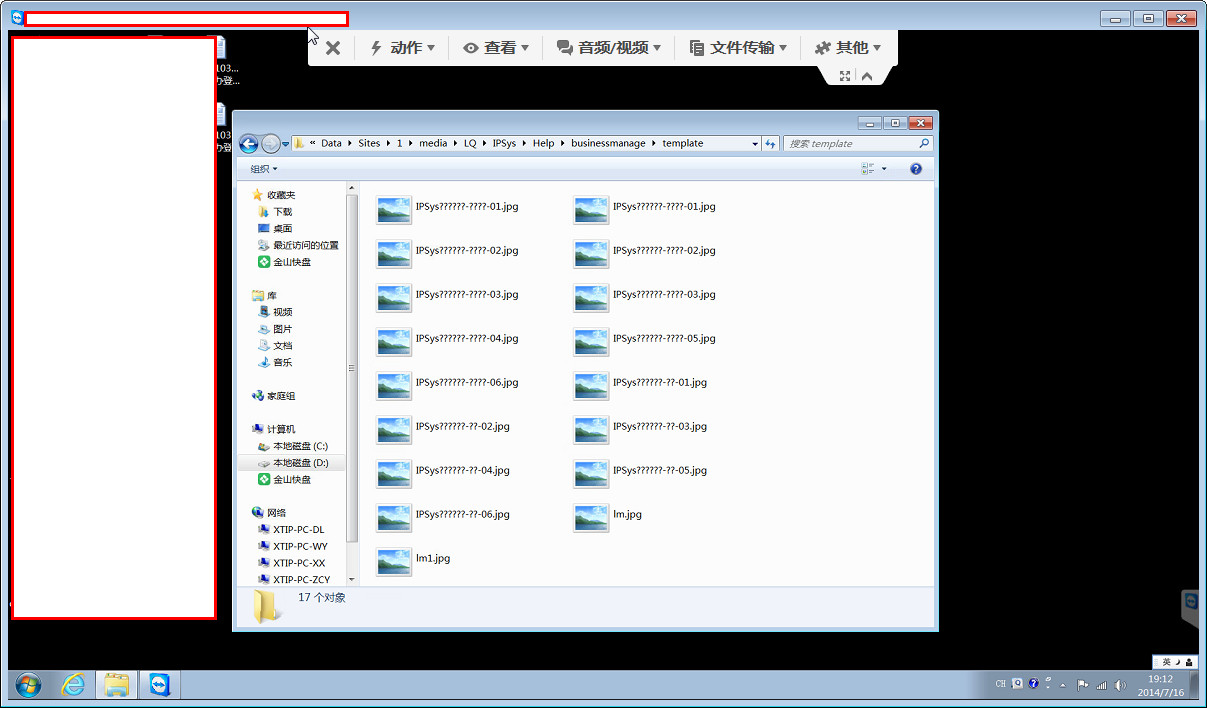 动作 查看 音频/视频 文件传输 其他
103...
办登...
103
办登
« Data Sites 1 media LQ IPSys Help businessmanage template
搜索 template
组织
收藏夹
下载
桌面
最近访问的位置
金山快盘
库
视频
图片
文档
音乐
家庭组
计算机
本地磁盘 (C:)
本地磁盘 (D:)
金山快盘
网络
XTIP-PC-DL
XTIP-PC-WY
XTIP-PC-XX
XTIP-PC-ZCY
IPSys??????-????-01.jpg IPSys??????-????-01.jpg
IPSys??????-????-02.jpg IPSys??????-????-02.jpg
IPSys??????-????-03.jpg IPSys??????-????-03.jpg
IPSys??????-????-04.jpg IPSys??????-????-05.jpg
IPSys??????-????-06.jpg IPSys??????-??-01.jpg
IPSys??????-??-02.jpg IPSys??????-??-03.jpg
IPSys??????-??-04.jpg IPSys??????-??-05.jpg
IPSys??????-??-06.jpg lm.jpg
lm1.jpg
17 个对象
英
CH
19:12
2014/7/16